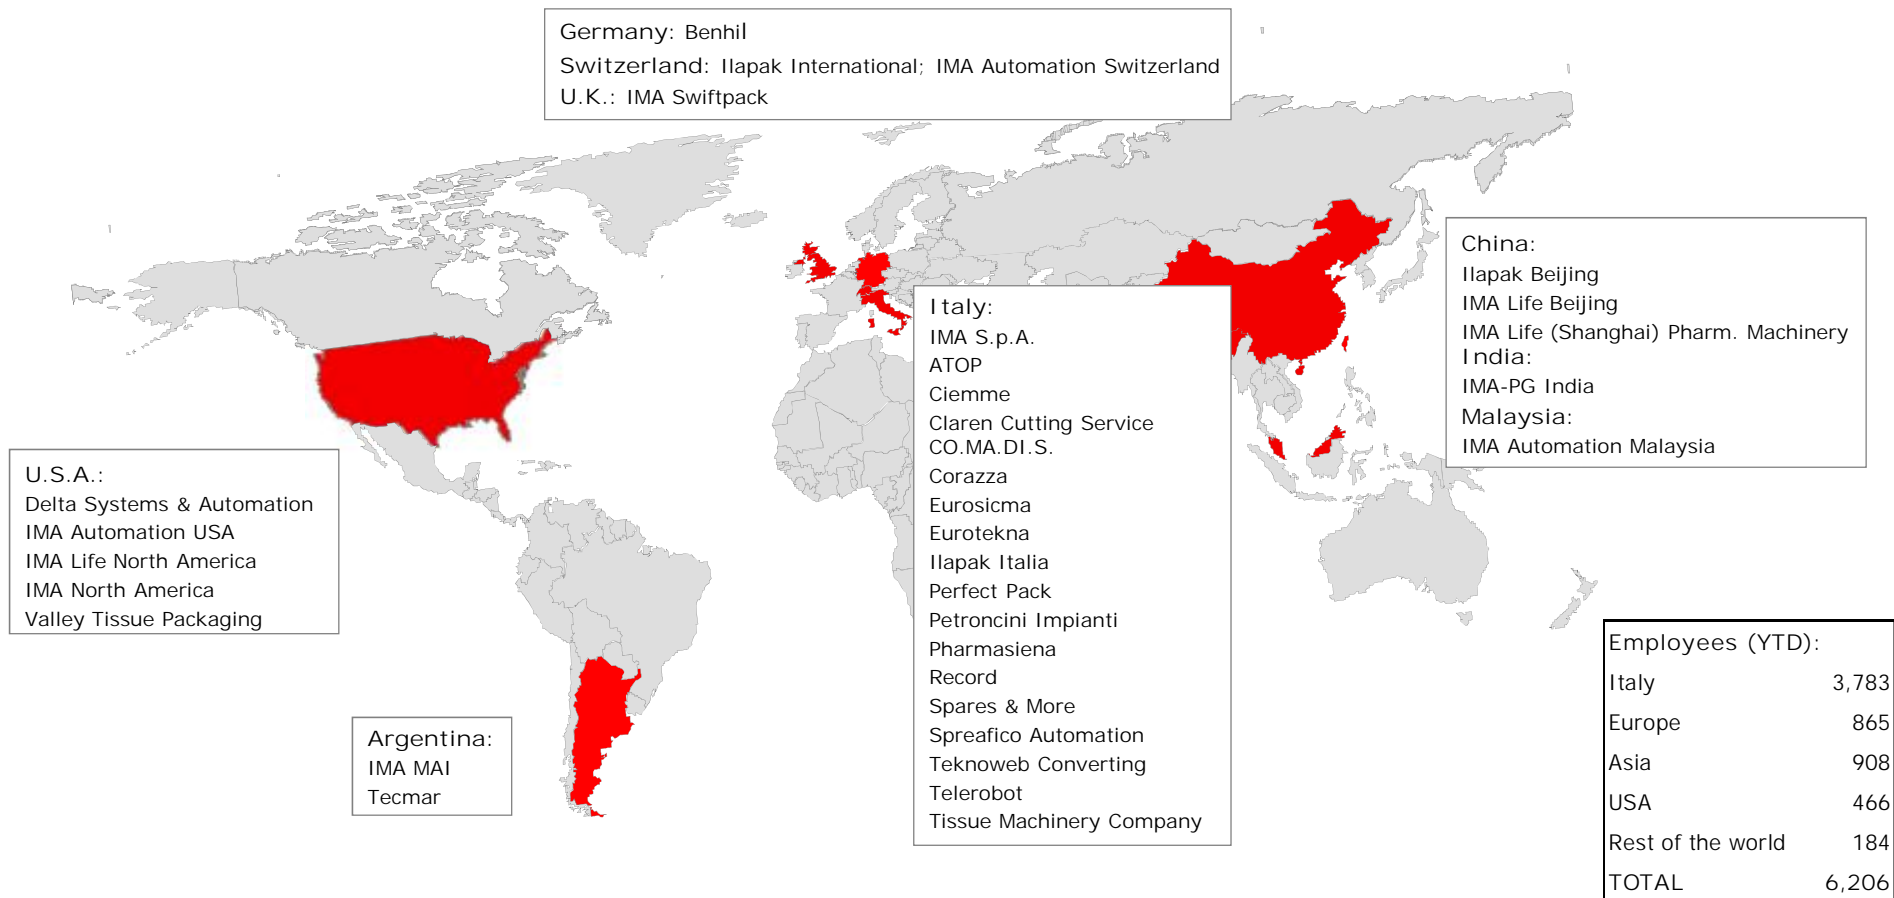 Germany: Benhil
Switzerland: Ilapak International; IMA Automation Switzerland
U.K.: IMA Swiftpack
China:
Ilapak Beijing
IMA Life Beijing
IMA Life (Shanghai) Pharm. Machinery
India:
IMA-PG India
Malaysia:
IMA Automation Malaysia
Italy:
IMA S.p.A.
ATOP
Ciemme
Claren Cutting Service
CO.MA.DI.S.
Corazza
Eurosicma
Eurotekna
Ilapak Italia
Perfect Pack
Petroncini Impianti
Pharmasiena
Record
Spares & More
Spreafico Automation
Teknoweb Converting
Telerobot
Tissue Machinery Company
U.S.A.:
Delta Systems & Automation
IMA Automation USA
IMA Life North America
IMA North America
Valley Tissue Packaging
Argentina:
IMA MAI
Tecmar
Employees (YTD):
Italy 3,783
Europe 865
Asia 908
USA 466
Rest of the world 184
TOTAL 6,206